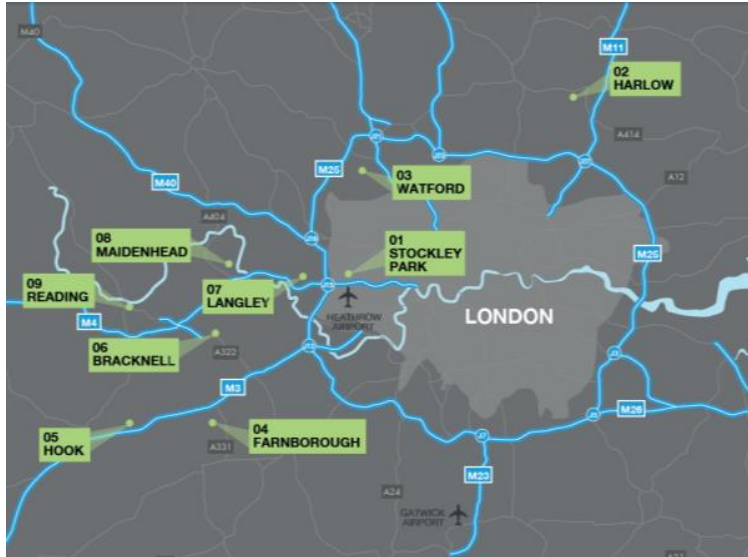 M40
M11
02
HARLOW
A414
M25
03
WATFORD
A12
M40
A404
08
MAIDENHEAD
01
STOCKLEY
PARK
M25
09
READING
07
LANGLEY
HEATHROW
AIRPORT
LONDON
M4
06
BRACKNELL
A322
M3
M26
05
HOOK
04
FARNBOROUGH
A331
J7
M23
A24
GATWICK
AIRPORT